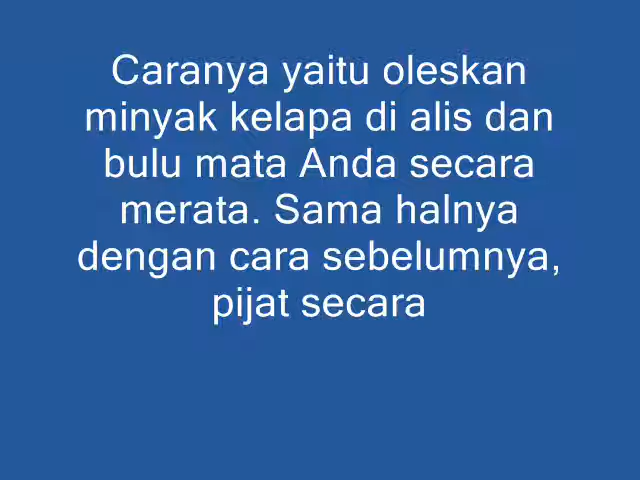 Caranya yaitu oleskan
minyak kelapa di alis dan
bulu mata Anda secara
merata. Sama halnya
dengan cara sebelumnya,
pijat secara